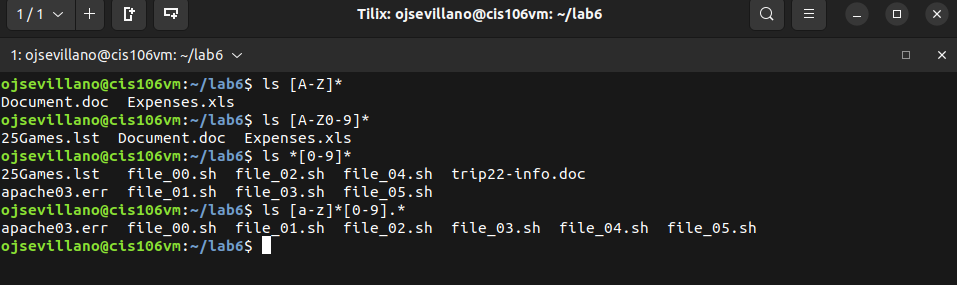 1 / 1
Tilix: ojsevillano@cis106vm: ~/lab6
1: ojsevillano@cis106vm: ~/lab6
ojsevillano@cis106vm:~/lab6$ ls [A-Z]*
Document.doc  Expenses.xls
ojsevillano@cis106vm:~/lab6$ ls [A-Z0-9]*
25Games.lst  Document.doc  Expenses.xls
ojsevillano@cis106vm:~/lab6$ ls *[0-9]*
25Games.lst   file_00.sh  file_02.sh  file_04.sh  trip22-info.doc
apache03.err  file_01.sh  file_03.sh  file_05.sh
ojsevillano@cis106vm:~/lab6$ ls [a-z]*[0-9].*
apache03.err  file_00.sh  file_01.sh  file_02.sh  file_03.sh  file_04.sh  file_05.sh
ojsevillano@cis106vm:~/lab6$